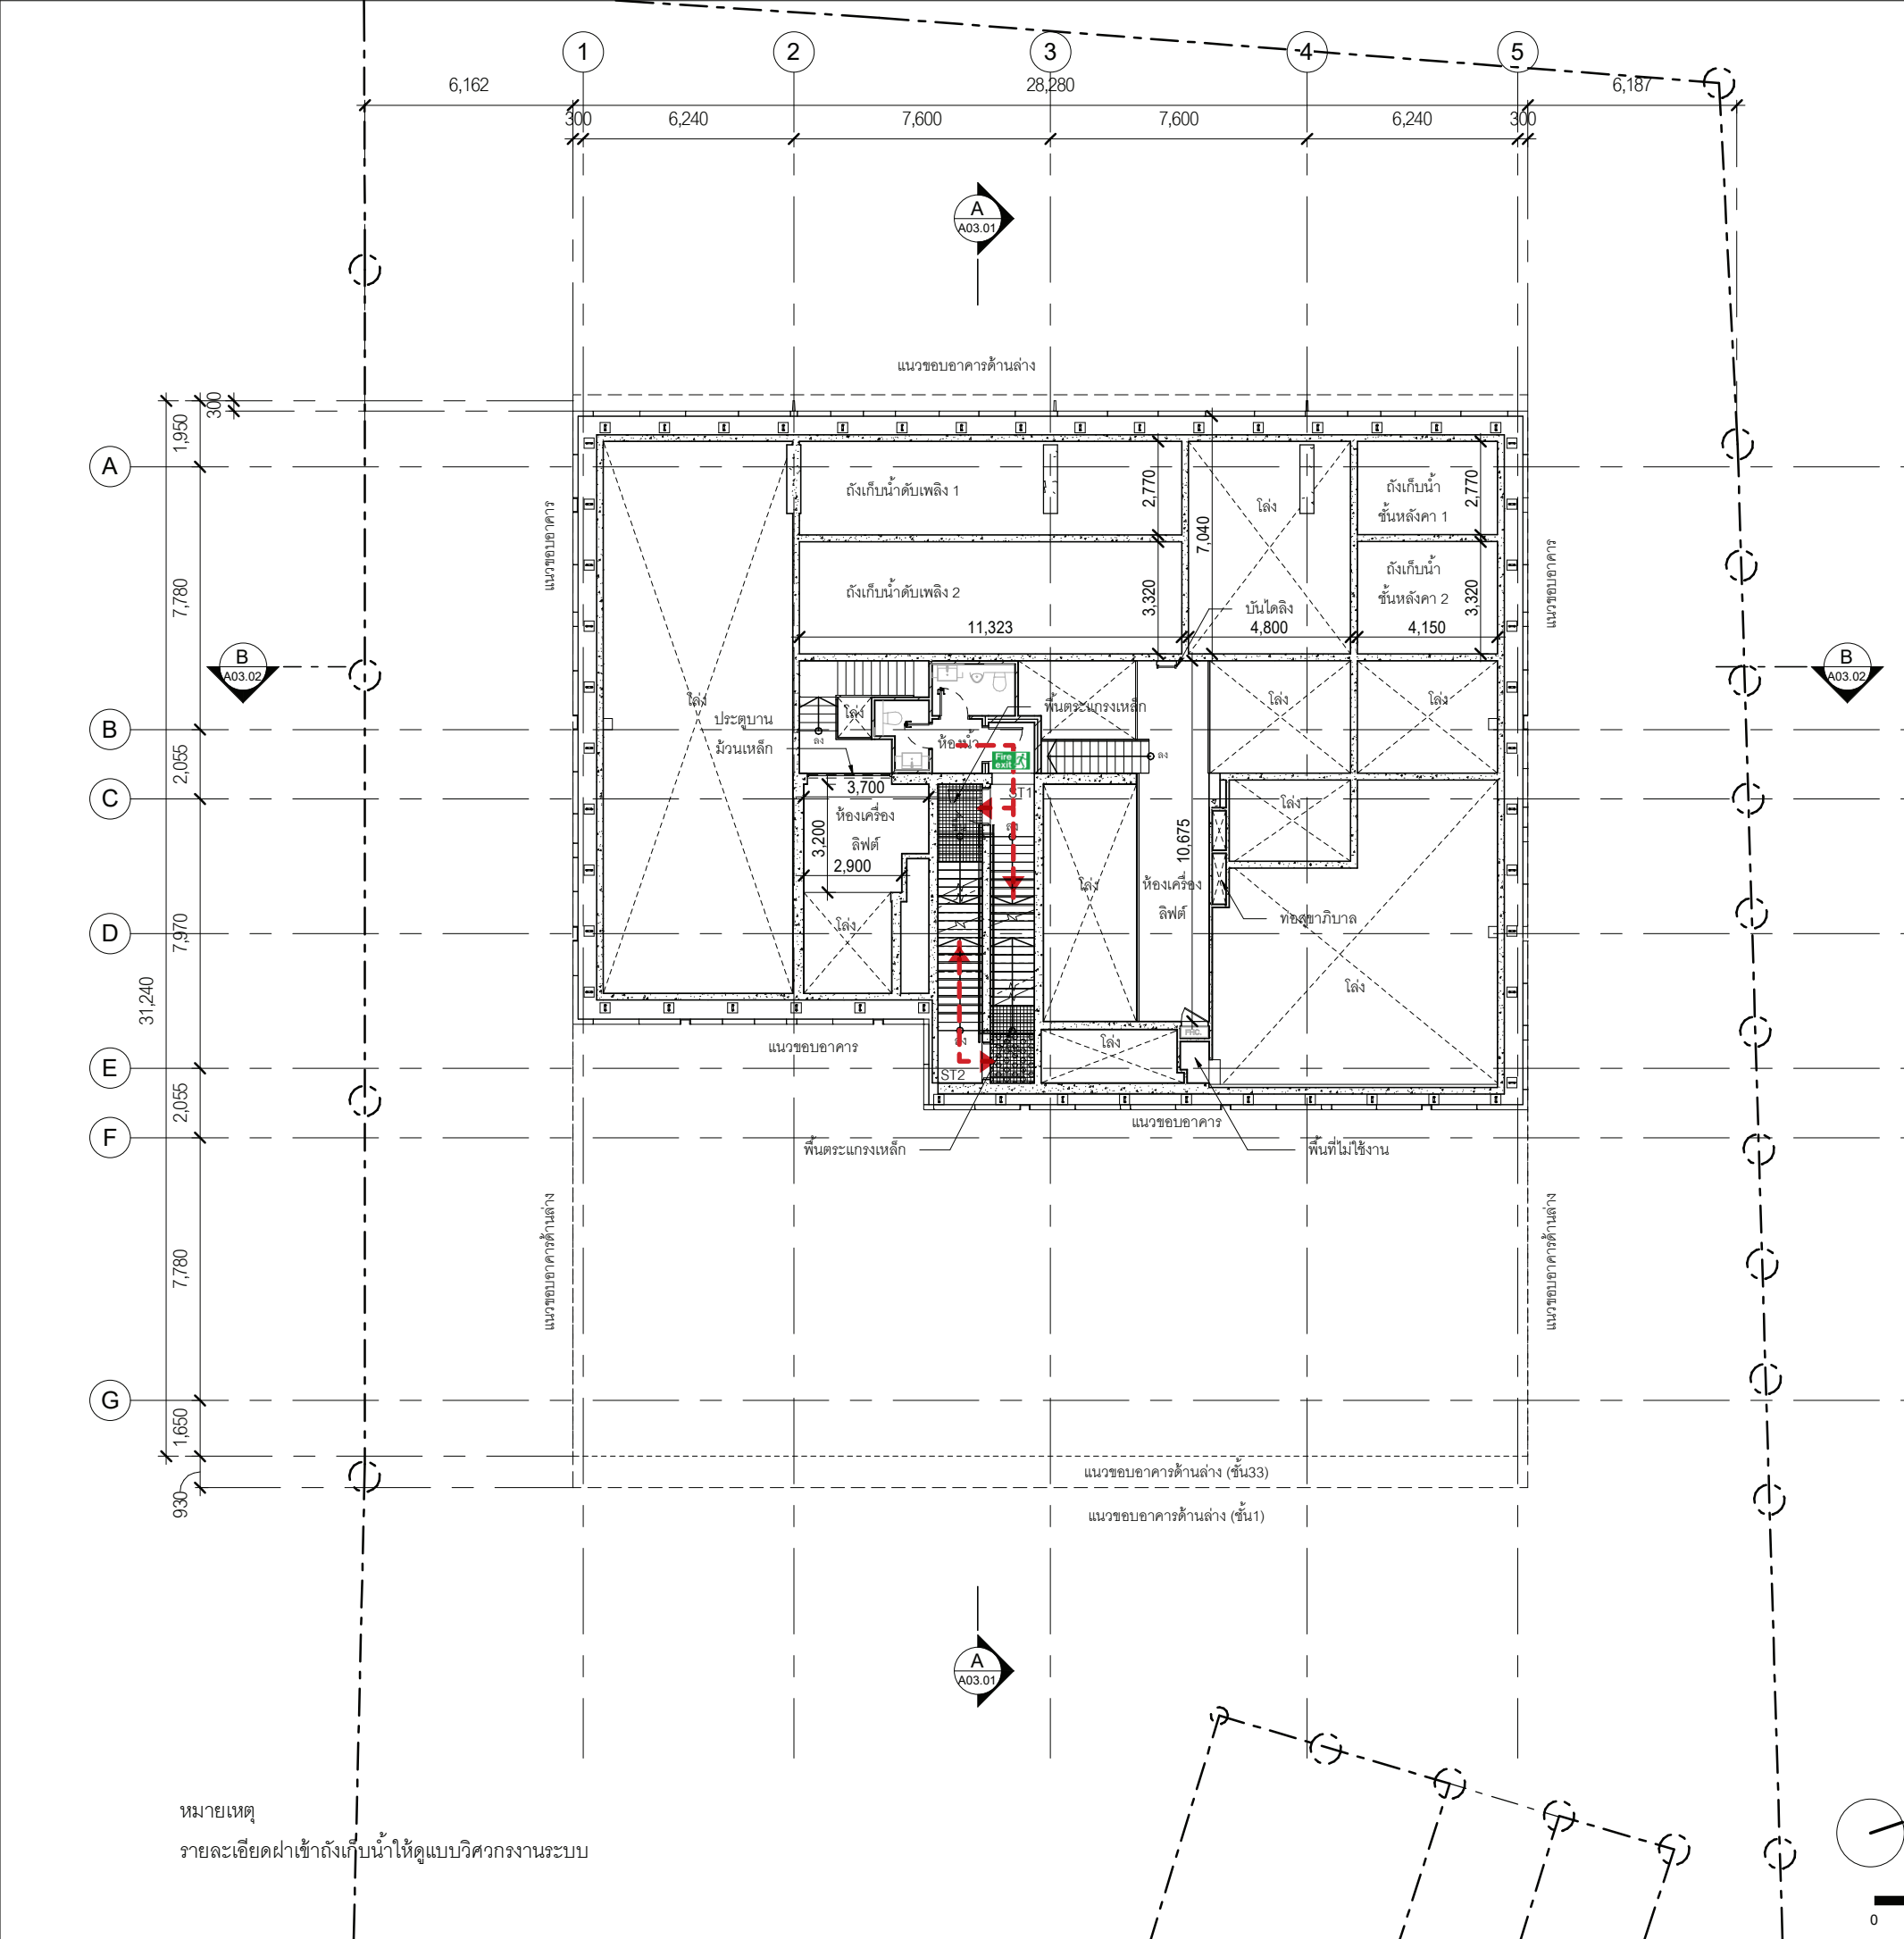 1 2 3 4 5
6,162 28,280 6,187
300 6,240 7,600 7,600 6,240 300
A
A03.01
แนวขอบอาคารด้านล่าง
300
1,950
A
7,780
B
2,055
C
7,970
D
31,240
E
2,055
F
7,780
G
1,650
930
B
A03.02
B
A03.02
แนวขอบอาคาร
แนวขอบอาคาร
ถังเก็บน้ำดับเพลิง 1
2,770
7,040
โล่ง
ถังเก็บน้ำ
ชั้นหลังคา 1
2,770
ถังเก็บน้ำดับเพลิง 2
3,320
11,323
บันไดลิง
4,800
ถังเก็บน้ำ
ชั้นหลังคา 2
3,320
4,150
โล่ง
ประตูบาน
ม้วนเหล็ก
โล่ง
ลง
ห้องน้ำ
พื้นตระแกรงเหล็ก
Fire
exit
ลง
โล่ง
โล่ง
3,700
ห้องเครื่อง
ลิฟต์
3,200
2,900
ST1
ลง
10,675
โล่ง
โล่ง
ห้องเครื่อง
ลิฟต์
ท่อสุขาภิบาล
โล่ง
โล่ง
โล่ง
FHC.
ลง
ST2
แนวขอบอาคาร
แนวขอบอาคาร
พื้นตระแกรงเหล็ก
พื้นที่ไม่ใช้งาน
แนวขอบอาคารด้านล่าง
แนวขอบอาคารด้านล่าง
แนวขอบอาคารด้านล่าง (ชั้น33)
แนวขอบอาคารด้านล่าง (ชั้น1)
A
A03.01
หมายเหตุ
รายละเอียดฝาเข้าถังเก็บน้ำให้ดูแบบวิศวกรงานระบบ
0